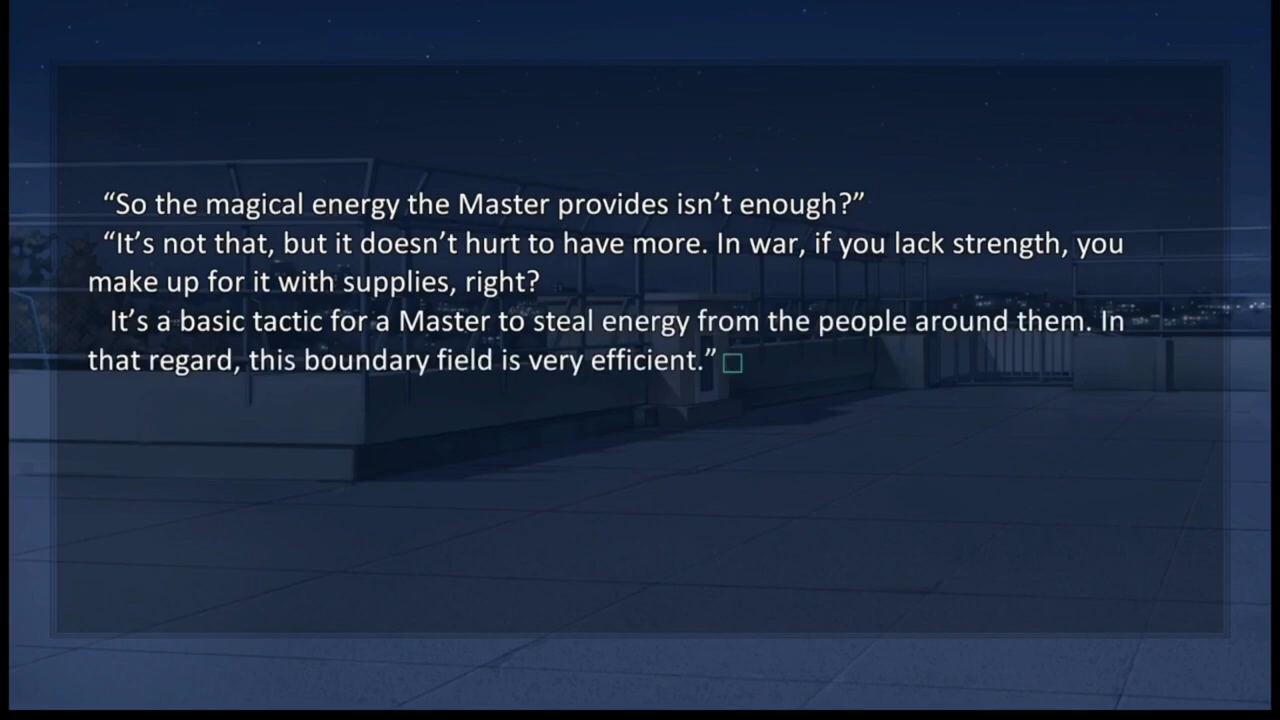 “So the magical energy the Master provides isn’t enough?”
“It’s not that, but it doesn’t hurt to have more. In war, if you lack strength, you
make up for it with supplies, right?
It’s a basic tactic for a Master to steal energy from the people around them. In
that regard, this boundary field is very efficient.”